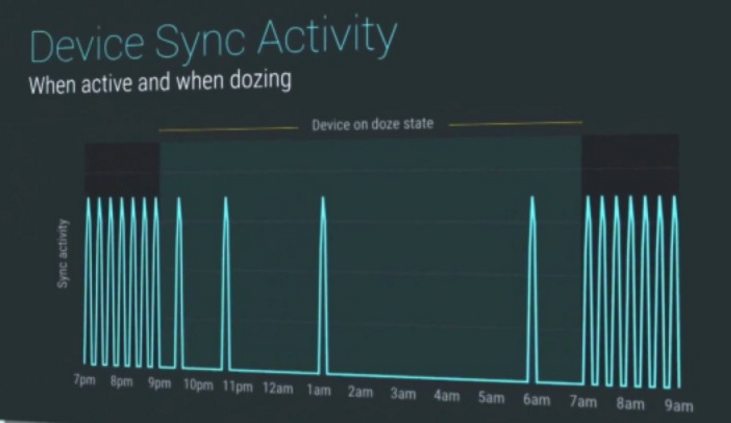 Device Sync Activity
When active and when dozing
Device on doze state
Sync activity
7pm 8pm 9pm 10pm 11pm 12am 1am 2am 3am 4am 5am 6am 7am 8am 9am